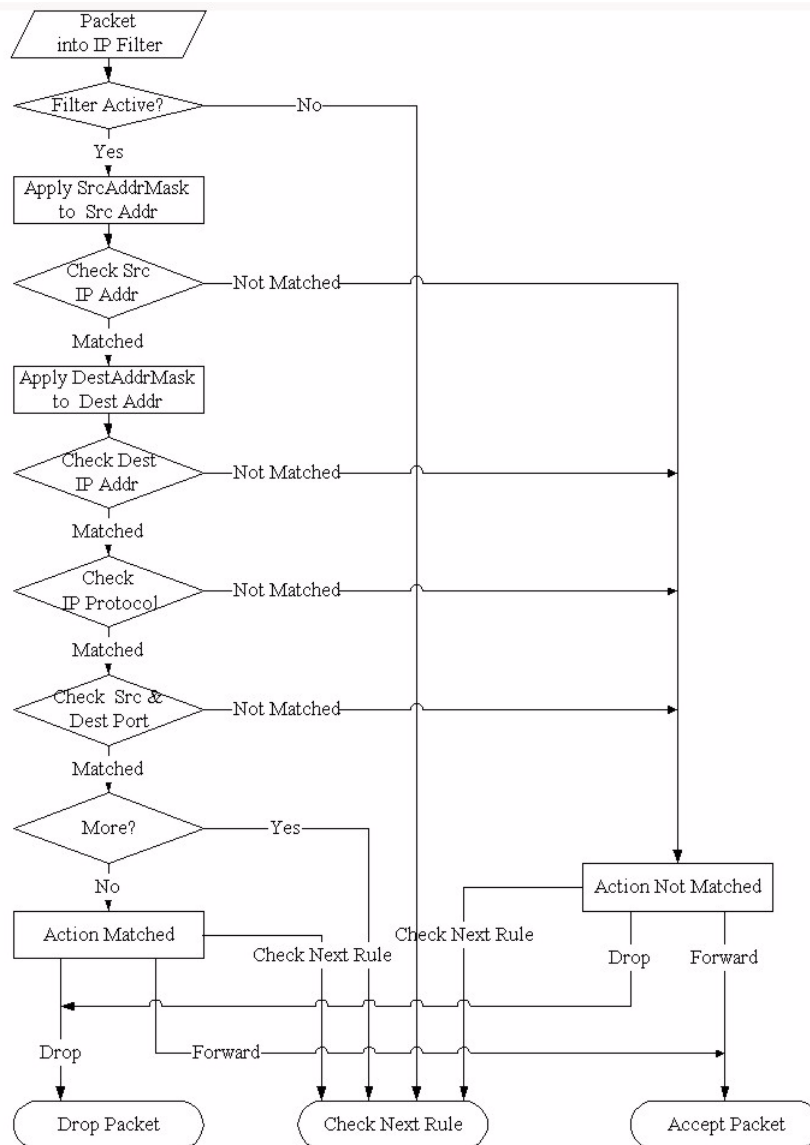 Packet
into IP Filter
Filter Active?
No
Yes
Apply SrcAddrMask
to Src Addr
Check Src
IP Addr
Not Matched
Matched
Apply DestAddrMask
to Dest Addr
Check Dest
IP Addr
Not Matched
Matched
Check
IP Protocol
Not Matched
Matched
Check Src &
Dest Port
Not Matched
Matched
More?
Yes
No
Action Not Matched
Action Matched
Check Next Rule
Check Next Rule
Drop
Forward
Drop
Forward
Drop Packet
Check Next Rule
Accept Packet